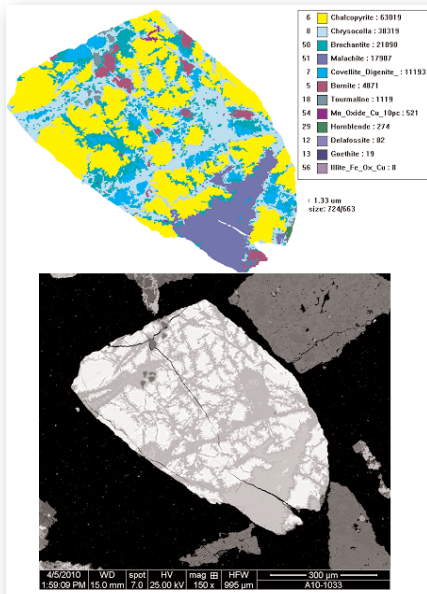 6 Chalcopyrite : 63019
8 Chrysocolla : 38319
50 Brochantite : 21890
51 Malachite : 17907
7 Covellite_Digenite_ : 11193
5 Bornite : 4871
18 Tourmaline : 1119
54 Mn_Oxide_Cu_10pc : 521
29 Hornblende : 274
12 Delafossite : 82
13 Goethite : 19
56 Illite_Fe_Ox_Cu : 8
1.33 um
size: 724/663
4/5/2010 WD spot HV mag ⊞ HFW 300 µm
1:59:09 PM 15.0 mm 7.0 25.00 kV 150 x 995 µm A10-1033